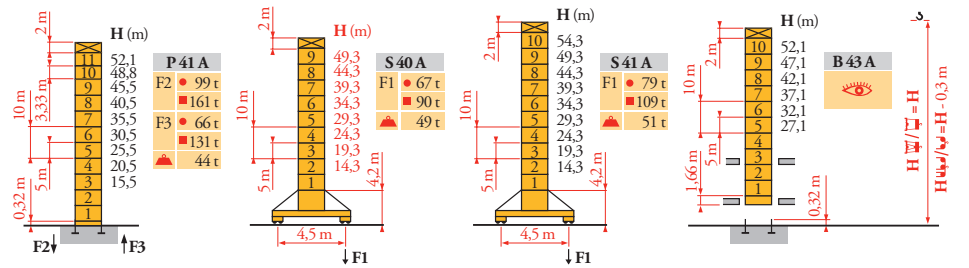 H (m)
2 m
11 52,1
10 48,8
9 45,5
8 40,5
7 35,5
6 30,5
5 25,5
4 20,5
3 15,5
2
1
3,33 m
10 m
5 m
0,32 m
F2
F3
P 41 A
F2 99 t
161 t
F3 66 t
131 t
44 t
H (m)
2 m
9 49,3
8 44,3
7 39,3
6 34,3
5 29,3
4 24,3
3 19,3
2 14,3
1
10 m
5 m
4,2 m
4,5 m
F1
S 40 A
F1 67 t
90 t
49 t
H (m)
2 m
10 54,3
9 49,3
8 44,3
7 39,3
6 34,3
5 29,3
4 24,3
3 19,3
2 14,3
1
10 m
5 m
4,2 m
4,5 m
F1
S 41 A
F1 79 t
109 t
51 t
H (m)
2 m
10 52,1
9 47,1
8 42,1
7 37,1
6 32,1
5 27,1
4
3
2
1
10 m
5 m
1,66 m
0,32 m
B 43 A
= H
= H - 0,3 m